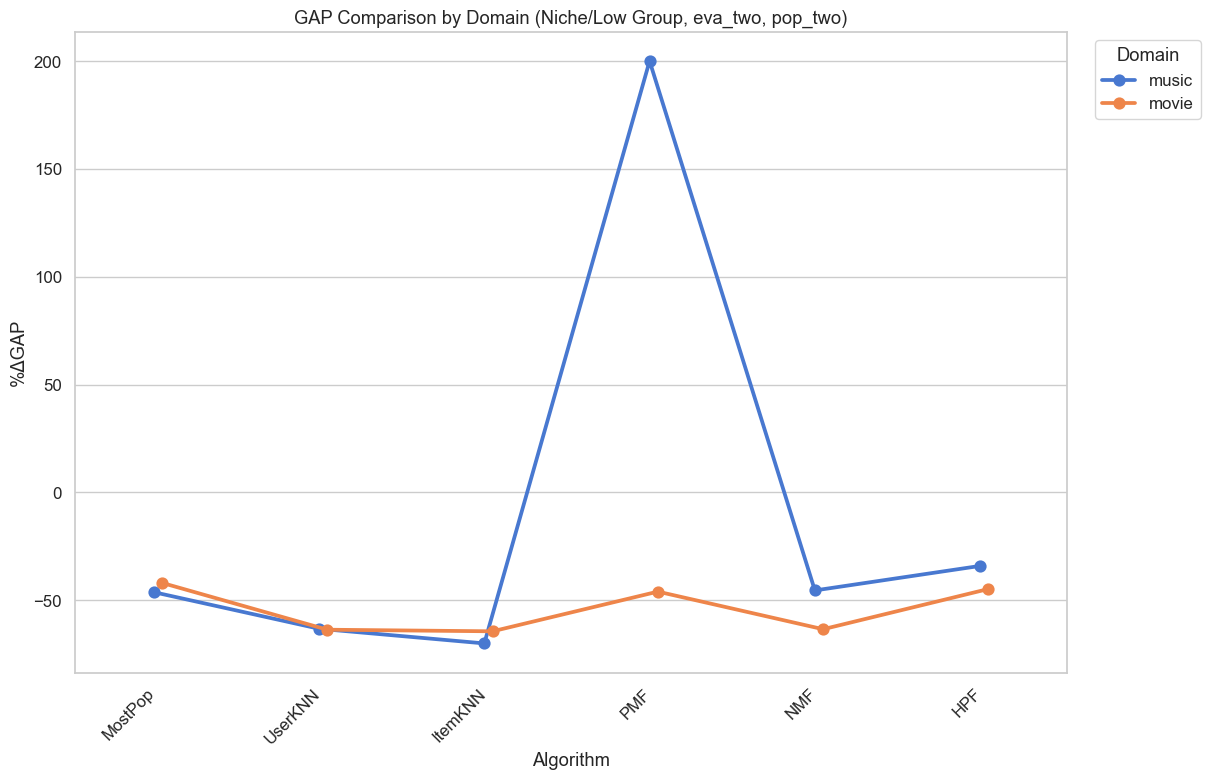 GAP Comparison by Domain (Niche/Low Group, eva_two, pop_two)
Domain
music
movie
%ΔGAP
200
150
100
50
0
−50
MostPop
UserKNN
ItemKNN
PMF
NMF
HPF
Algorithm